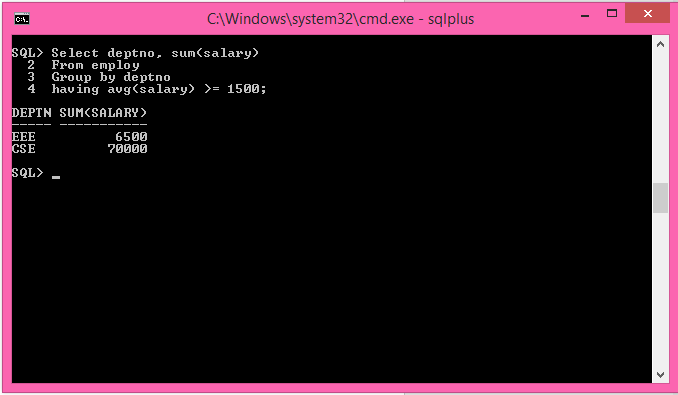 C:\Windows\system32\cmd.exe - sqlplus
SQL> Select deptno, sum(salary)
  2  From employ
  3  Group by deptno
  4  having avg(salary) >= 1500;
DEPTN SUM(SALARY)
----- -----------
EEE          6500
CSE         70000
SQL> _